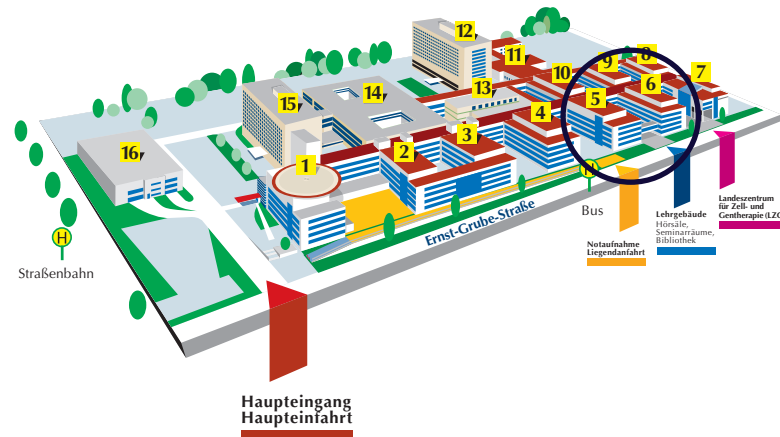 12
11
9
8
7
10
6
13
5
14
15
4
3
2
1
16
H
Bus
H
Straßenbahn
Ernst-Grube-Straße
Notaufnahme
Liegendanfahrt
Lehrgebäude
Hörsäle,
Seminarräume,
Bibliothek
Landeszentrum
für Zell- und
Gentherapie (LZG
Haupteingang
Haupteinfahrt